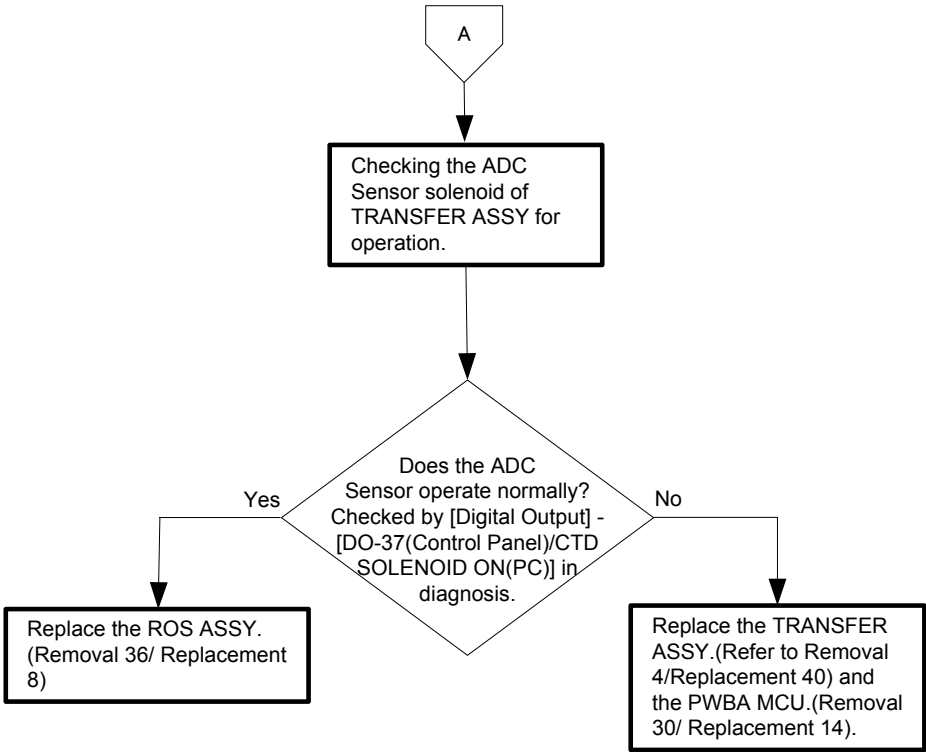 A
Checking the ADC
Sensor solenoid of
TRANSFER ASSY for
operation.
Does the ADC
Sensor operate normally?
Checked by [Digital Output] -
[DO-37(Control Panel)/CTD
SOLENOID ON(PC)] in
diagnosis.
Yes
No
Replace the ROS ASSY.
(Removal 36/ Replacement
8)
Replace the TRANSFER
ASSY.(Refer to Removal
4/Replacement 40) and
the PWBA MCU.(Removal
30/ Replacement 14).